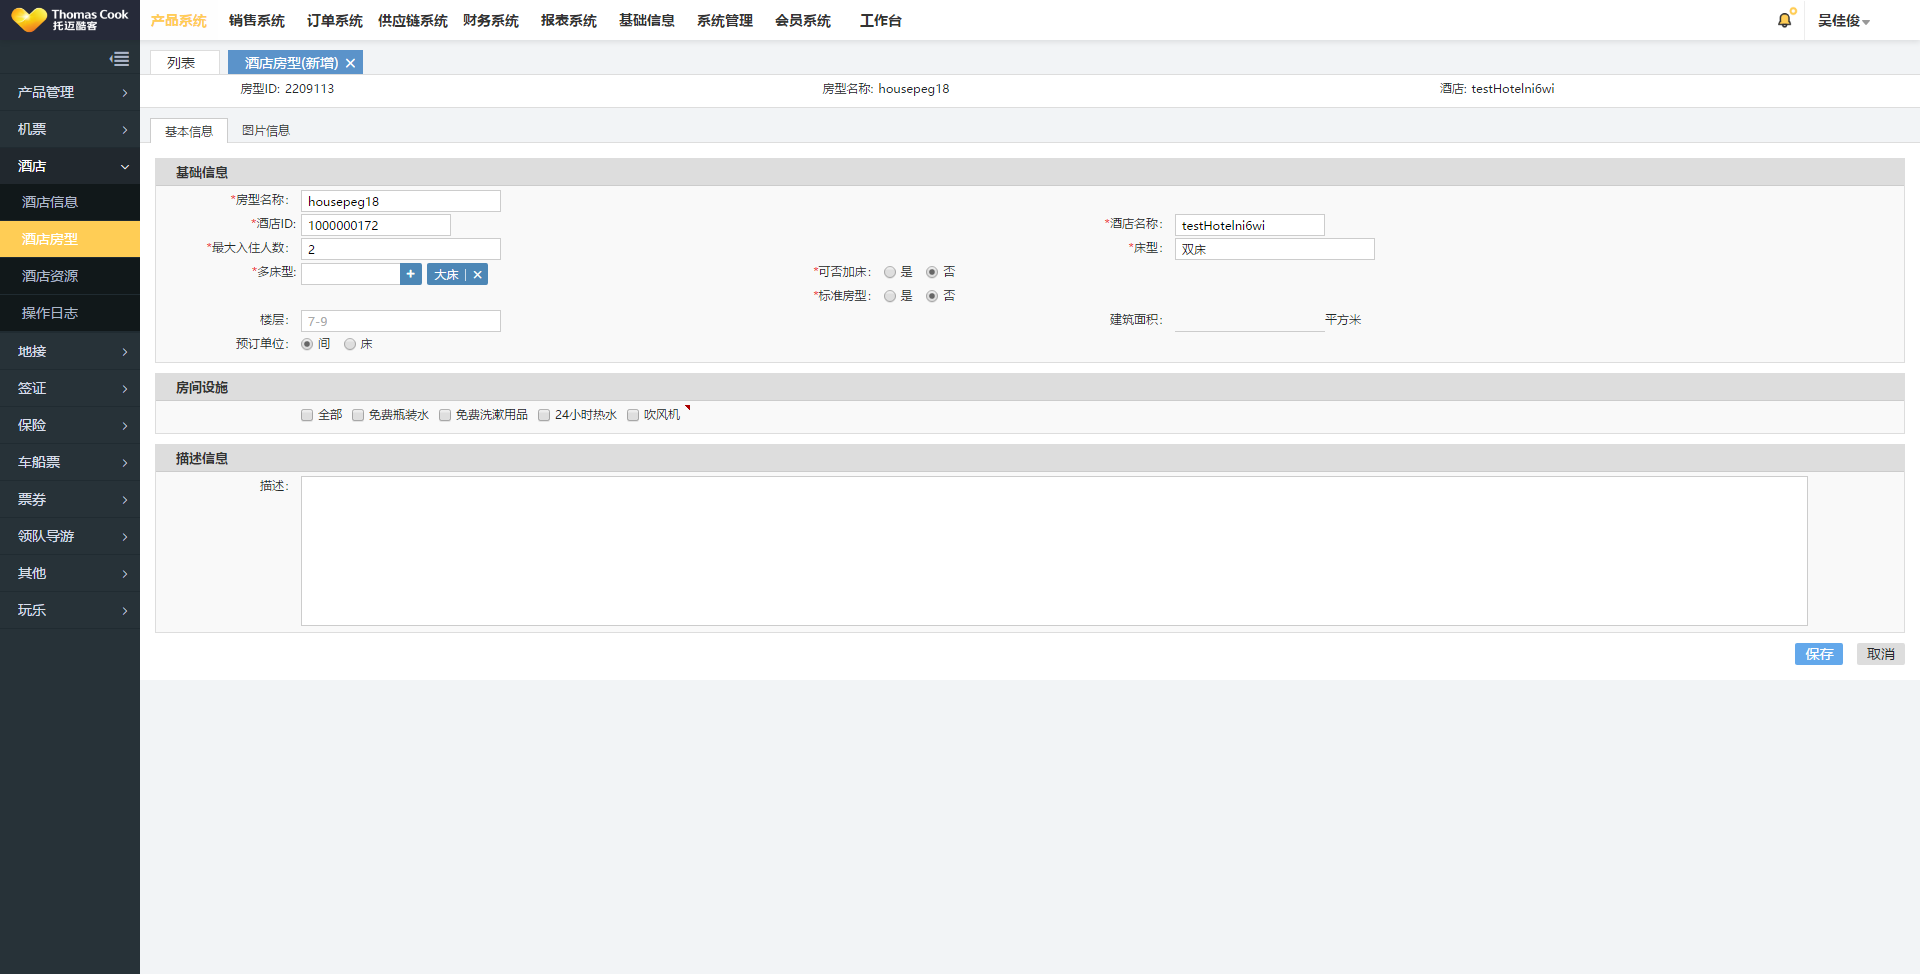 Thomas Cook
托迈酷客
产品系统 销售系统 订单系统 供应链系统 财务系统 报表系统 基础信息 系统管理 会员系统 工作台 吴佳俊
产品管理
机票
酒店
酒店信息
酒店房型
酒店资源
操作日志
地接
签证
保险
车船票
票券
领队导游
其他
玩乐
列表 酒店房型(新增)
房型ID: 2209113 房型名称: housepeg18 酒店: testHotelni6wi
基本信息 图片信息
基础信息
*房型名称: housepeg18
*酒店ID: 1000000172 *酒店名称: testHotelni6wi
*最大入住人数: 2 *床型: 双床
*多床型: + 大床 | × *可否加床: 是 否
*标准房型: 是 否
楼层: 7-9 建筑面积: 平方米
预订单位: 间 床
房间设施
全部 免费瓶装水 免费洗漱用品 24小时热水 吹风机
描述信息
描述:
保存 取消